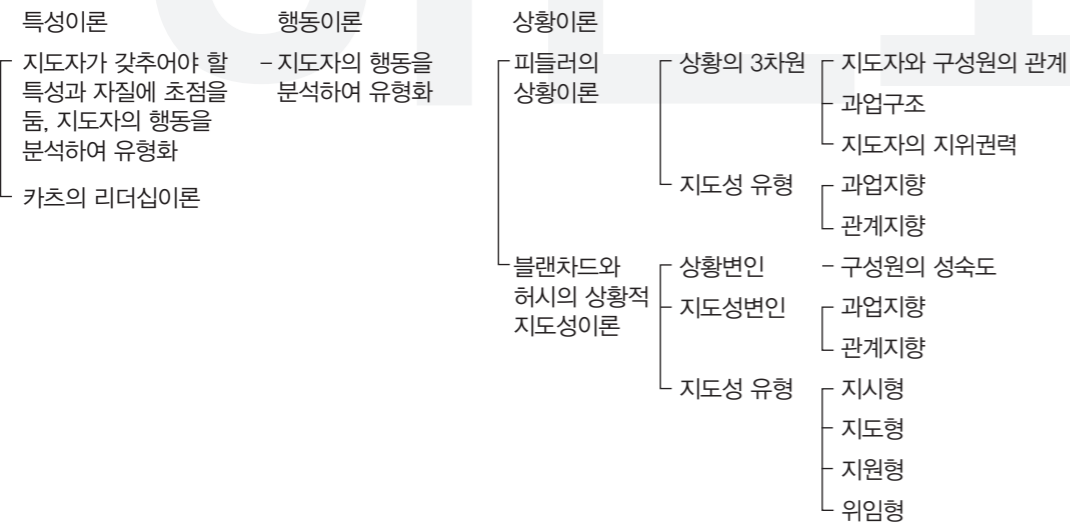 특성이론
지도자가 갖추어야 할
특성과 자질에 초점을
둠, 지도자의 행동을
분석하여 유형화
카츠의 리더십이론
행동이론
지도자의 행동을
분석하여 유형화
상황이론
피들러의
상황이론
상황의 3차원
지도자와 구성원의 관계
과업구조
지도자의 지위권력
지도성 유형
과업지향
관계지향
블랜차드와
허시의 상황적
지도성이론
상황변인
구성원의 성숙도
지도성변인
과업지향
관계지향
지도성 유형
지시형
지도형
지원형
위임형